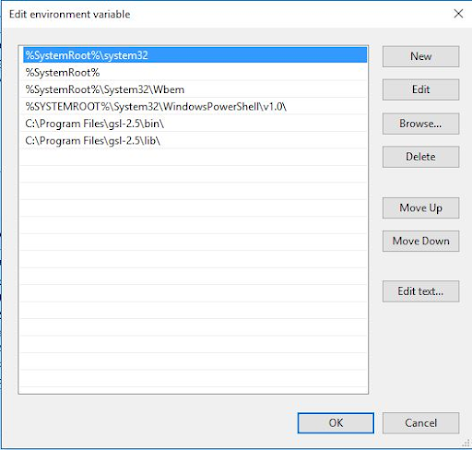 Edit environment variable
%SystemRoot%\system32
%SystemRoot%
%SystemRoot%\System32\Wbem
%SYSTEMROOT%\System32\WindowsPowerShell\v1.0\
C:\Program Files\gsl-2.5\bin\
C:\Program Files\gsl-2.5\lib\
New
Edit
Browse...
Delete
Move Up
Move Down
Edit text...
OK
Cancel